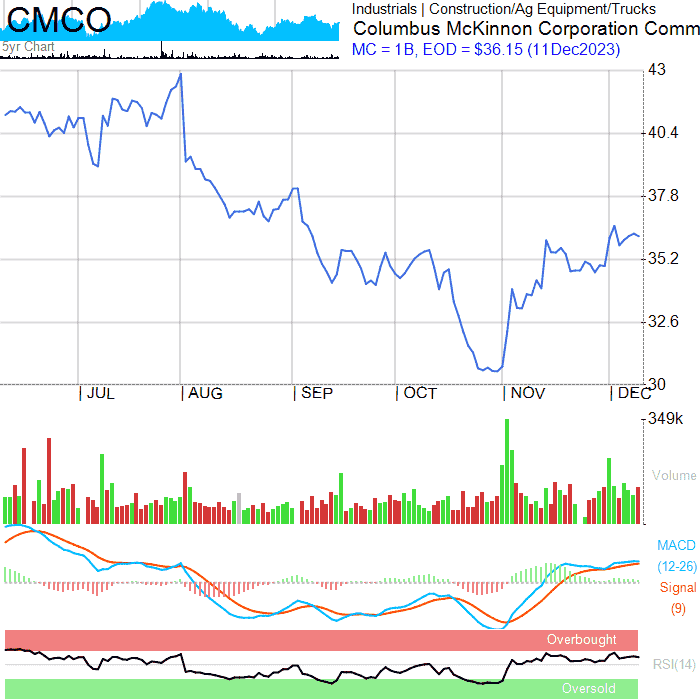 CMCO
5yr Chart
Industrials | Construction/Ag Equipment/Trucks
Columbus McKinnon Corporation Comm
MC = 1B, EOD = $36.15 (11Dec2023)
43
40.4
37.8
35.2
32.6
30
| JUL | AUG | SEP | OCT | NOV | DEC
349k
Volume
MACD
(12-26)
Signal
(9)
Overbought
RSI(14)
Oversold